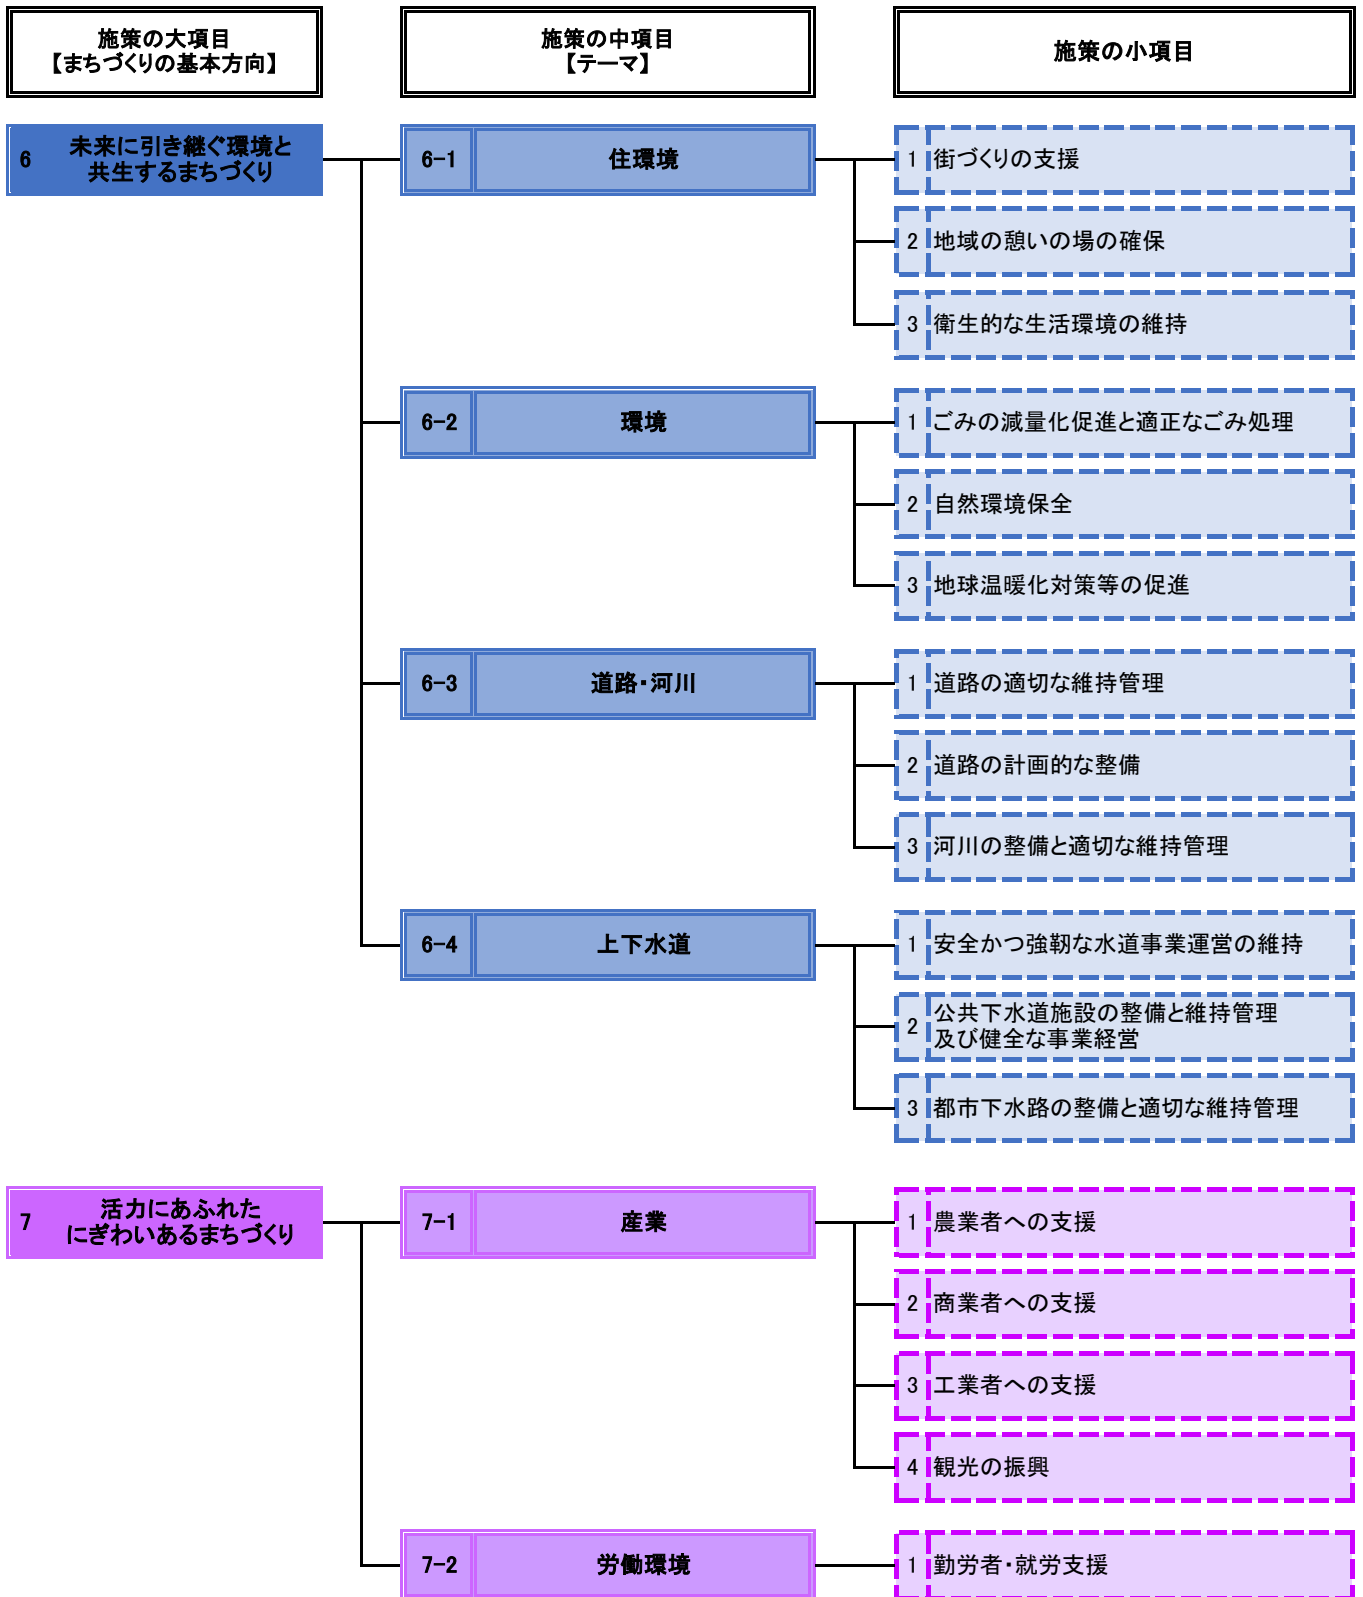 施策の大項目
【まちづくりの基本方向】
施策の中項目
【テーマ】
施策の小項目
6 未来に引き継ぐ環境と
共生するまちづくり
6-1 住環境
1 街づくりの支援
2 地域の憩いの場の確保
3 衛生的な生活環境の維持
6-2 環境
1 ごみの減量化促進と適正なごみ処理
2 自然環境保全
3 地球温暖化対策等の促進
6-3 道路・河川
1 道路の適切な維持管理
2 道路の計画的な整備
3 河川の整備と適切な維持管理
6-4 上下水道
1 安全かつ強靭な水道事業運営の維持
2 公共下水道施設の整備と維持管理
及び健全な事業経営
3 都市下水路の整備と適切な維持管理
7 活力にあふれた
にぎわいあるまちづくり
7-1 産業
1 農業者への支援
2 商業者への支援
3 工業者への支援
4 観光の振興
7-2 労働環境
1 勤労者・就労支援